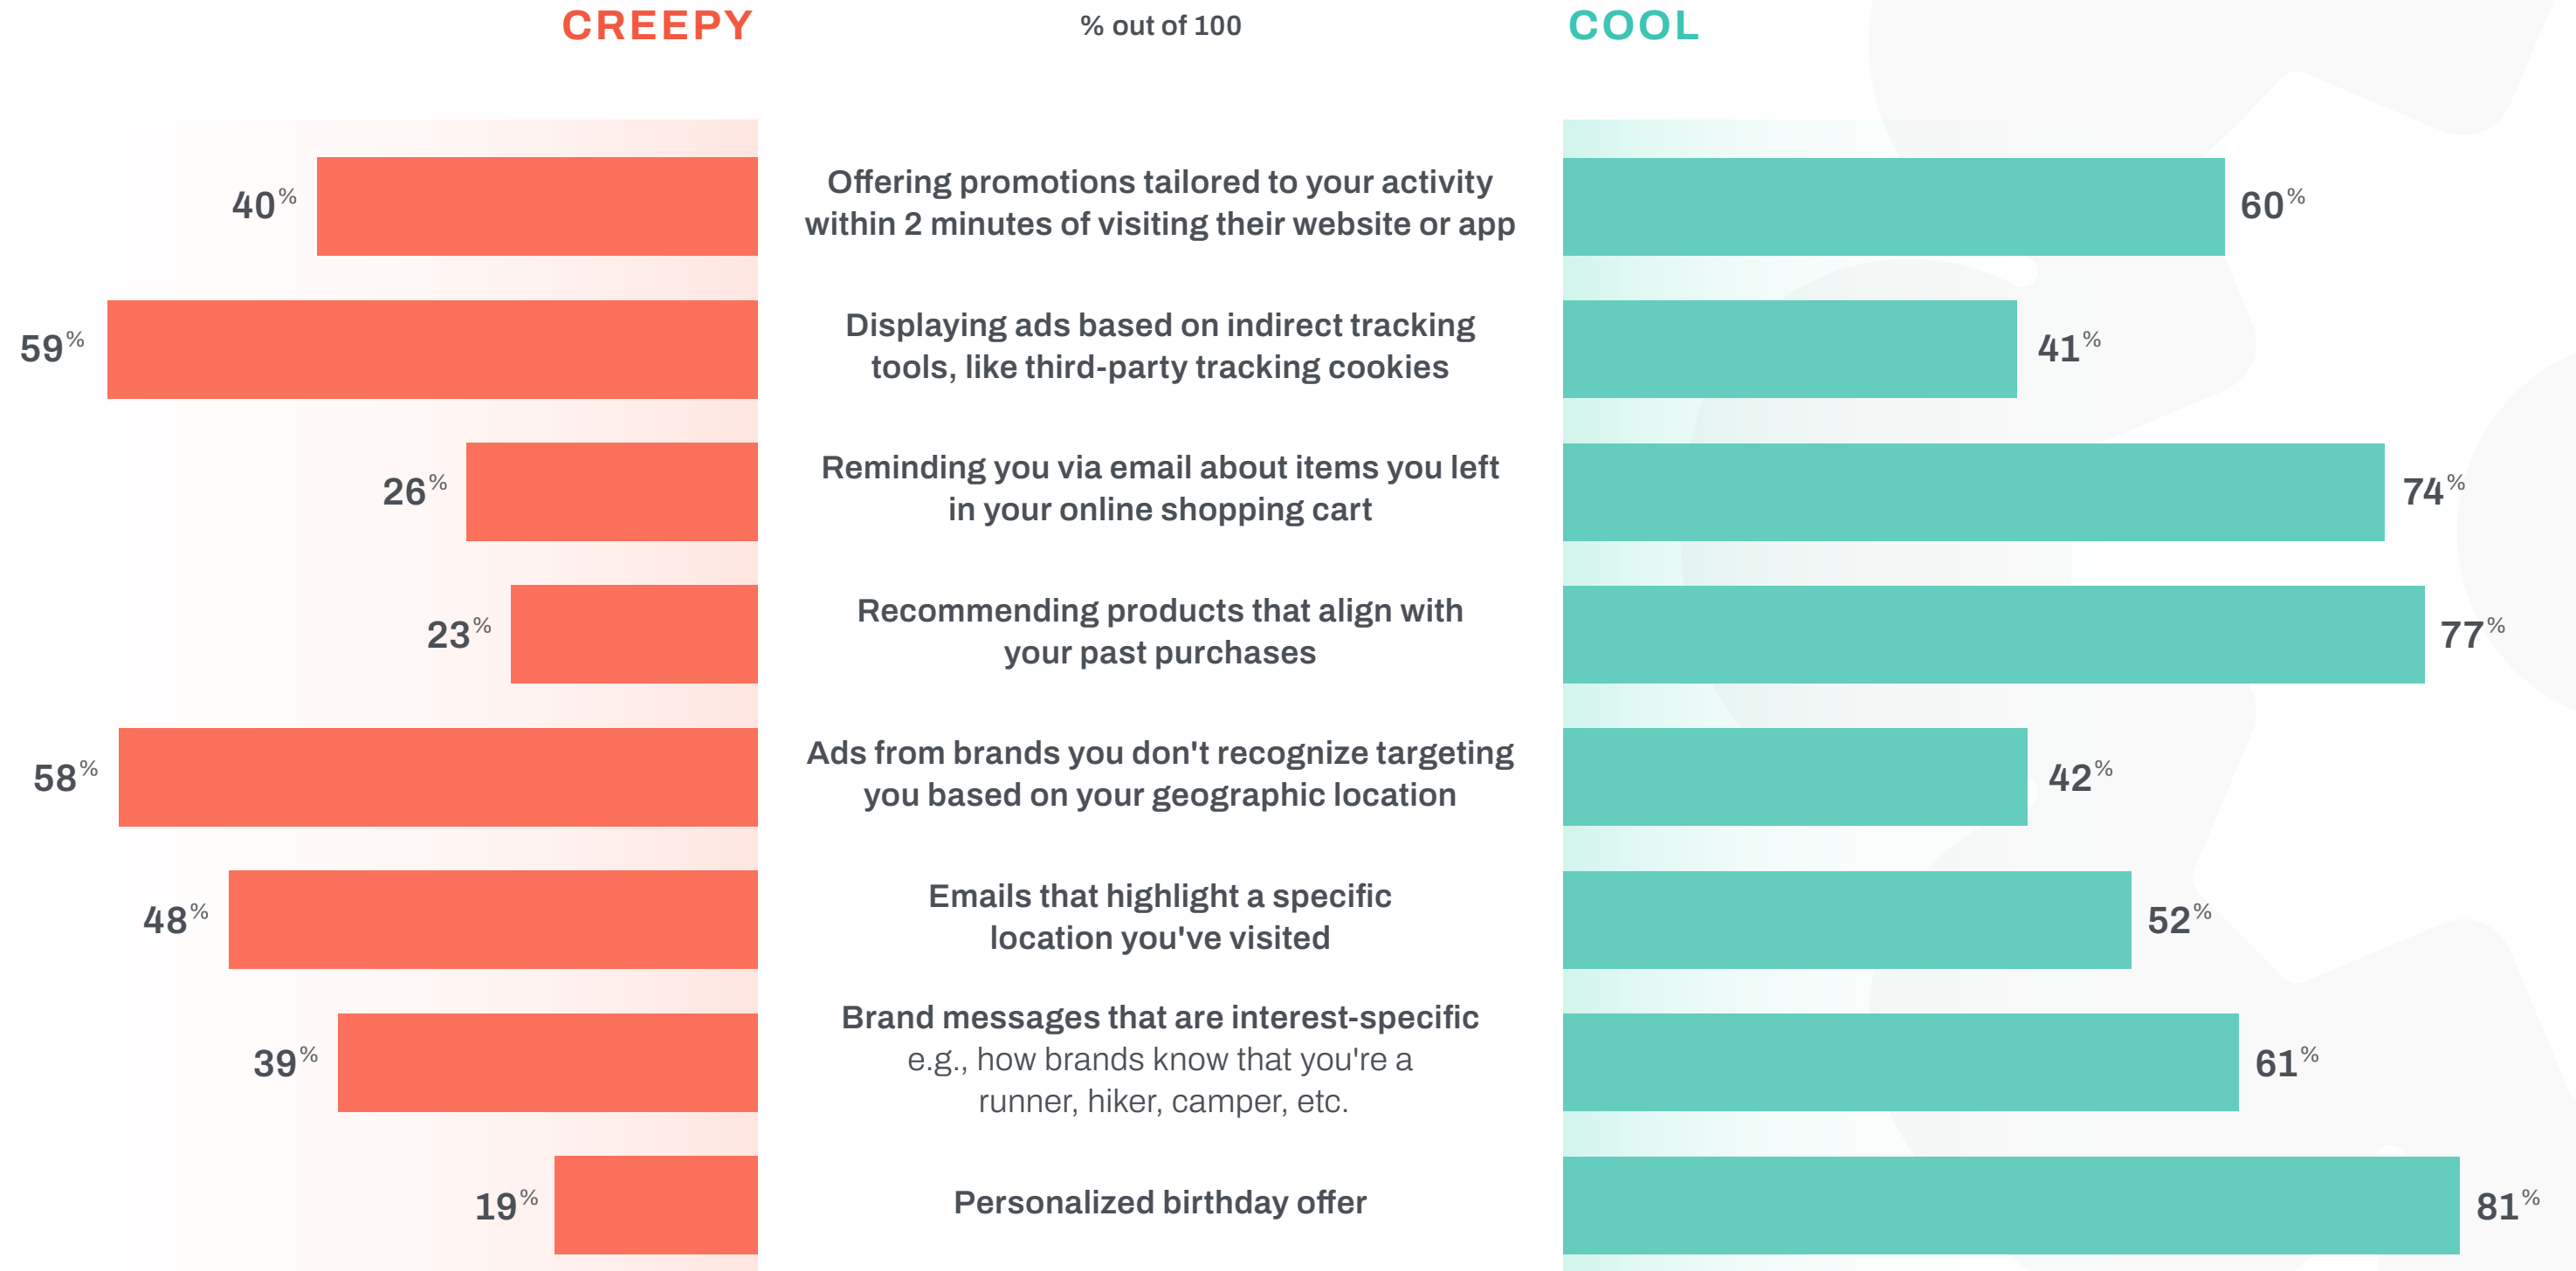 CREEPY % out of 100 COOL
40% Offering promotions tailored to your activity 60%
within 2 minutes of visiting their website or app
59% Displaying ads based on indirect tracking 41%
tools, like third-party tracking cookies
26% Reminding you via email about items you left 74%
in your online shopping cart
23% Recommending products that align with 77%
your past purchases
58% Ads from brands you don't recognize targeting 42%
you based on your geographic location
48% Emails that highlight a specific 52%
location you've visited
Brand messages that are interest-specific
39% e.g., how brands know that you're a 61%
runner, hiker, camper, etc.
19% Personalized birthday offer 81%